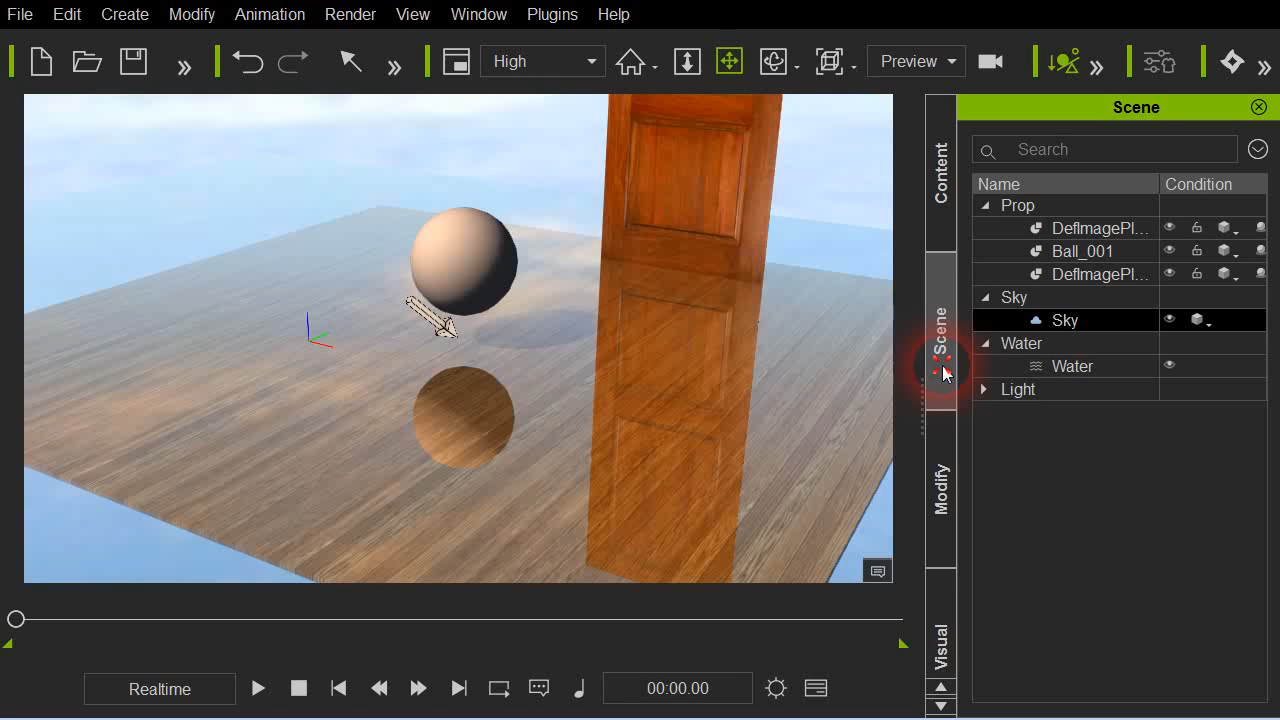 File Edit Create Modify Animation Render View Window Plugins Help
High
Preview
Scene
Search
Name Condition
Prop
DefImagePl...
Ball_001
DefImagePl...
Sky
Sky
Water
Water
Light
Content
Scene
Modify
Visual
Realtime
00:00.00